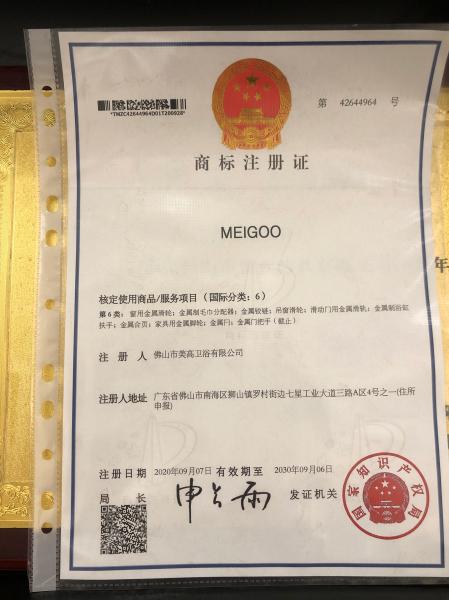 第 42644964 号
*TMZC42644964D01T200928*
商标注册证
MEIGOO
核定使用商品/服务项目（国际分类：6）
第6类：窗用金属滑轮；金属制毛巾分配器；金属铰链；吊窗滑轮；滑动门用金属滑轨；金属制浴缸
扶手；金属合页；家具用金属脚轮；金属闩；金属门把手（截止）
注册人 佛山市美高卫浴有限公司
注册人地址 广东省佛山市南海区狮山镇罗村街边七星工业大道三路A区4号之一(住所
申报)
注册日期 2020年09月07日 有效期至 2030年09月06日
局长 申长雨 发证机关
国家知识产权局
年